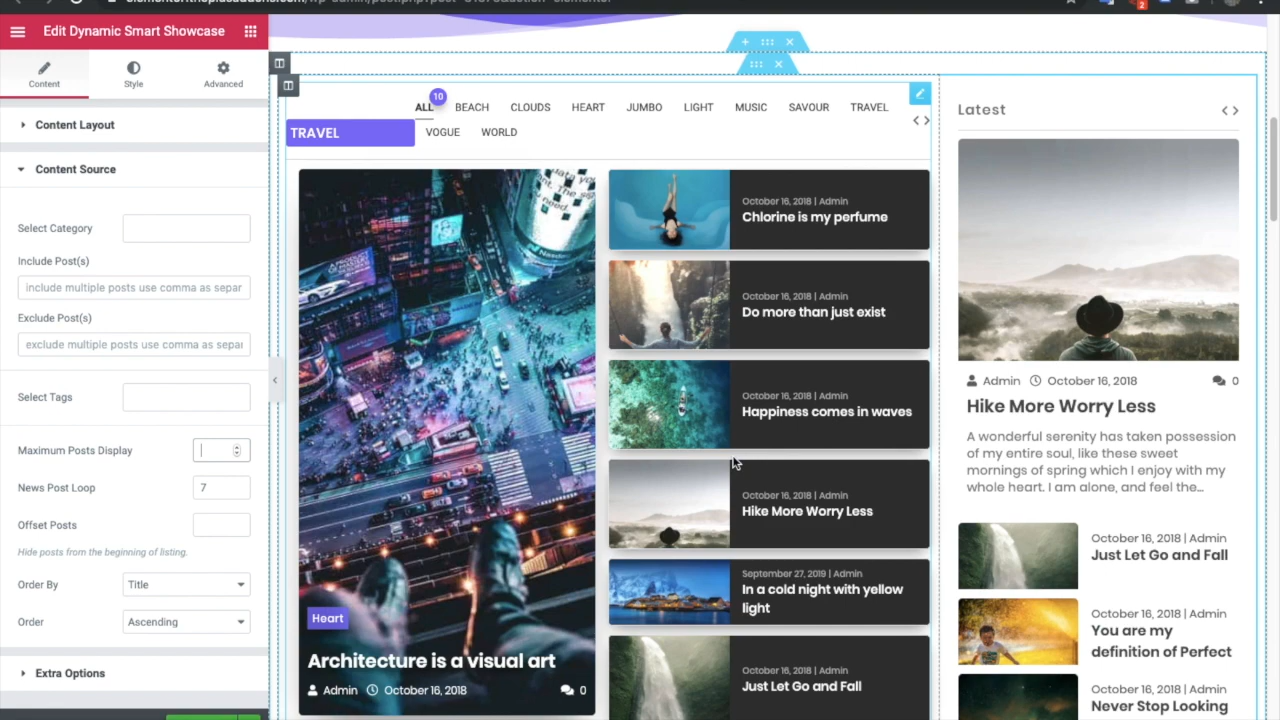 Edit Dynamic Smart Showcase
Content
Style
Advanced
Content Layout
Content Source
Select Category
Include Post(s)
include multiple posts use comma as separ
Exclude Post(s)
exclude multiple posts use comma as separ
Select Tags
Maximum Posts Display
News Post Loop
7
Offset Posts
Hide posts from the beginning of listing.
Order By
Title
Order
Ascending
Extra Options
10
ALL BEACH CLOUDS HEART JUMBO LIGHT MUSIC SAVOUR TRAVEL
TRAVEL
VOGUE WORLD
Heart
Architecture is a visual art
Admin October 16, 2018 0
October 16, 2018 | Admin
Chlorine is my perfume
October 16, 2018 | Admin
Do more than just exist
October 16, 2018 | Admin
Happiness comes in waves
October 16, 2018 | Admin
Hike More Worry Less
September 27, 2019 | Admin
In a cold night with yellow
light
October 16, 2018 | Admin
Just Let Go and Fall
Latest
Admin October 16, 2018 0
Hike More Worry Less
A wonderful serenity has taken possession
of my entire soul, like these sweet
mornings of spring which I enjoy with my
whole heart. I am alone, and feel the...
October 16, 2018 | Admin
Just Let Go and Fall
October 16, 2018 | Admin
You are my
definition of Perfect
October 16, 2018 | Admin
Never Stop Looking